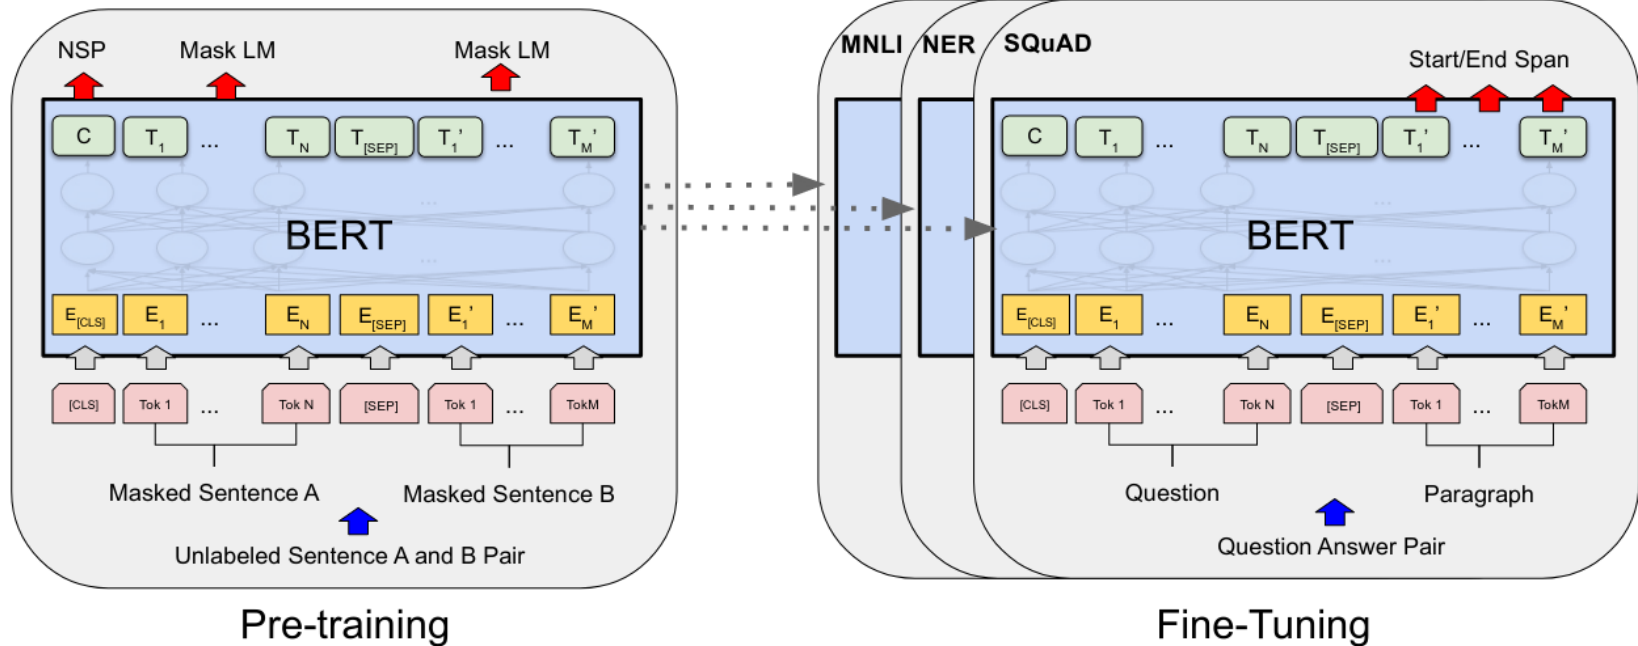 NSP Mask LM Mask LM
C T1 ... TN T[SEP] T1' ... TM'
...
BERT
...
E[CLS] E1 ... EN E[SEP] E1' ... EM'
[CLS] Tok 1 ... Tok N [SEP] Tok 1 ... TokM
Masked Sentence A Masked Sentence B
Unlabeled Sentence A and B Pair
Pre-training
MNLI NER SQuAD
Start/End Span
C T1 ... TN T[SEP] T1' ... TM'
...
BERT
...
E[CLS] E1 ... EN E[SEP] E1' ... EM'
[CLS] Tok 1 ... Tok N [SEP] Tok 1 ... TokM
Question Paragraph
Question Answer Pair
Fine-Tuning